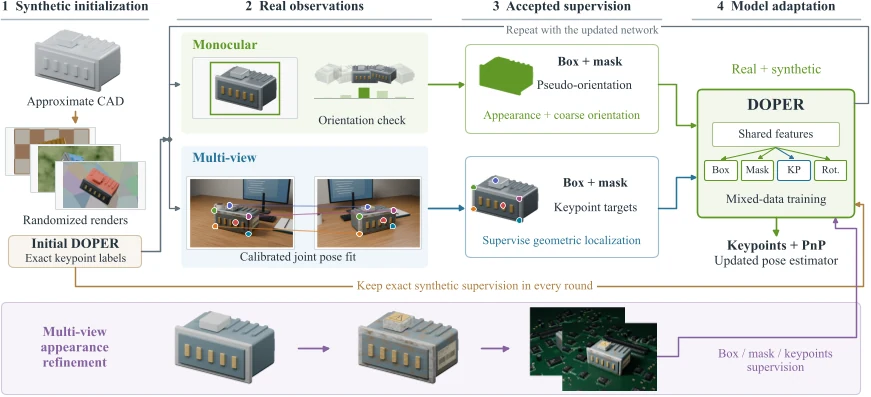 1 Synthetic initialization
2 Real observations
3 Accepted supervision
4 Model adaptation
Repeat with the updated network
Approximate CAD
Randomized renders
Initial DOPER
Exact keypoint labels
Monocular
Orientation check
Multi-view
Calibrated joint pose fit
Box + mask
Pseudo-orientation
Appearance + coarse orientation
Box + mask
Keypoint targets
Supervise geometric localization
Real + synthetic
DOPER
Shared features
Box
Mask
KP
Rot.
Mixed-data training
Keypoints + PnP
Updated pose estimator
Keep exact synthetic supervision in every round
Multi-view
appearance
refinement
Box / mask / keypoints
supervision